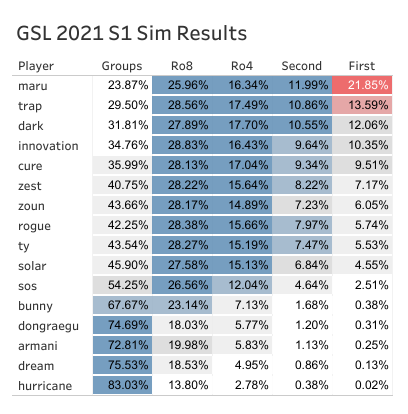 GSL 2021 S1 Sim Results
Player Groups Ro8 Ro4 Second First
maru 23.87% 25.96% 16.34% 11.99% 21.85%
trap 29.50% 28.56% 17.49% 10.86% 13.59%
dark 31.81% 27.89% 17.70% 10.55% 12.06%
innovation 34.76% 28.83% 16.43% 9.64% 10.35%
cure 35.99% 28.13% 17.04% 9.34% 9.51%
zest 40.75% 28.22% 15.64% 8.22% 7.17%
zoun 43.66% 28.17% 14.89% 7.23% 6.05%
rogue 42.25% 28.38% 15.66% 7.97% 5.74%
ty 43.54% 28.27% 15.19% 7.47% 5.53%
solar 45.90% 27.58% 15.13% 6.84% 4.55%
sos 54.25% 26.56% 12.04% 4.64% 2.51%
bunny 67.67% 23.14% 7.13% 1.68% 0.38%
dongraegu 74.69% 18.03% 5.77% 1.20% 0.31%
armani 72.81% 19.98% 5.83% 1.13% 0.25%
dream 75.53% 18.53% 4.95% 0.86% 0.13%
hurricane 83.03% 13.80% 2.78% 0.38% 0.02%